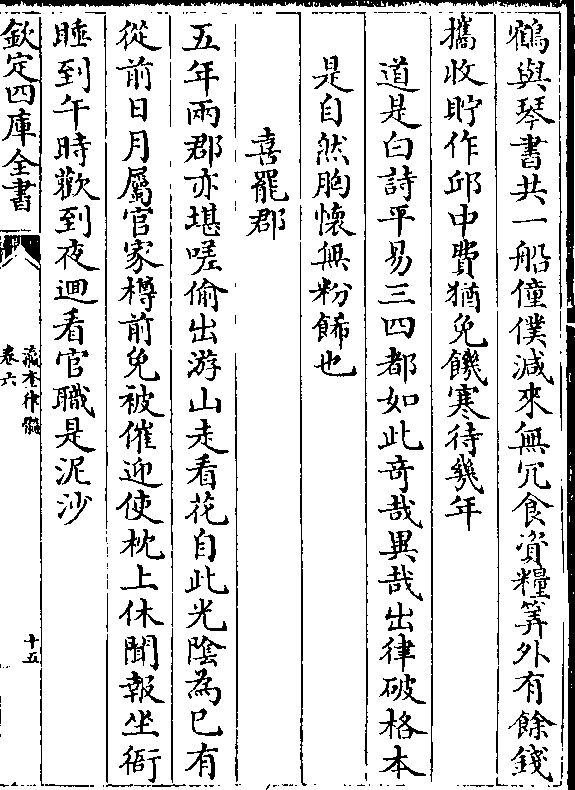 鶴與琴書共一船僮僕減來無冗食資糧筭外有餘錢
攜收貯作邱中費猶免饑寒待幾年
道是白詩平易三四都如此奇哉異哉出律破格本
是自然胸懷無粉餙也
喜罷郡
五年兩郡亦堪嗟偷出游山走看花自此光陰為已有
從前日月屬官家樽前免被催迎使枕上休聞報坐衙
睡到午時歡到夜迴看官職是泥沙
欽定四庫全書
瀛奎律髓
卷六
十五